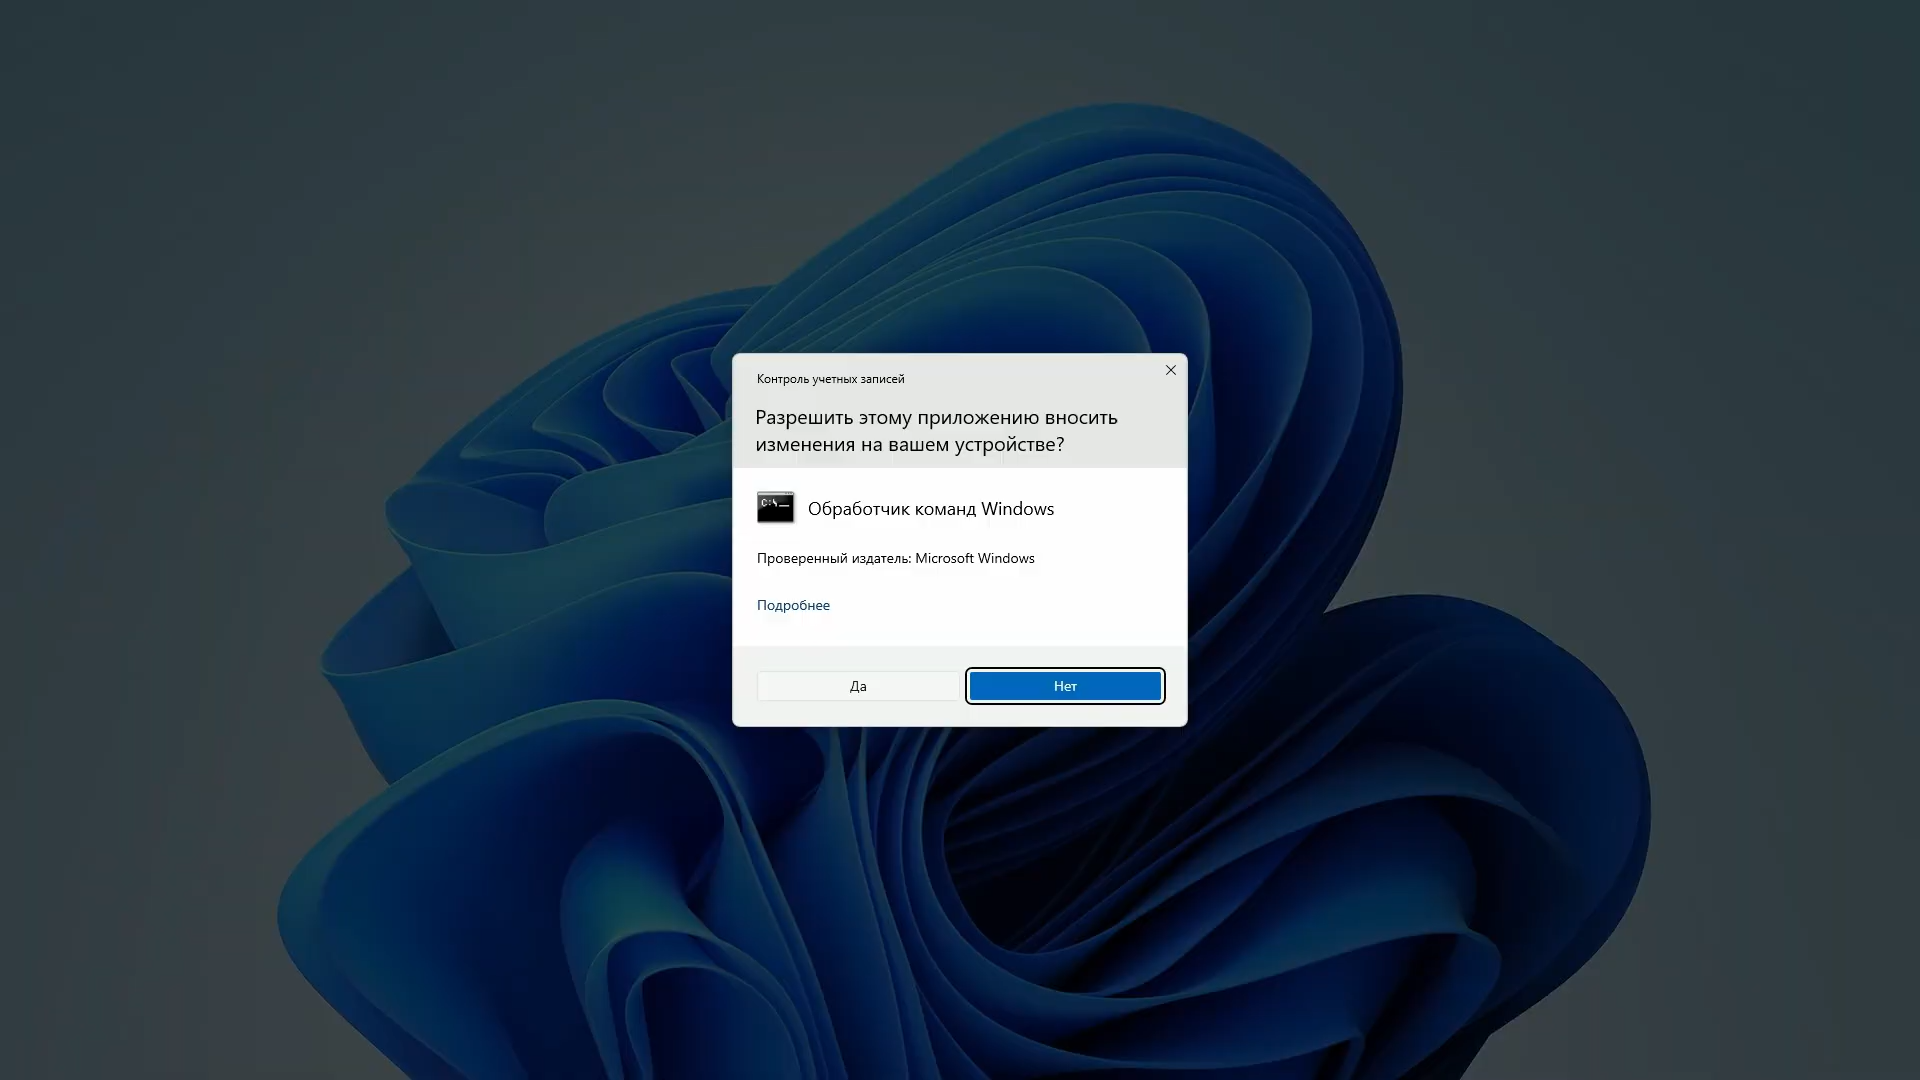 Контроль учетных записей
Разрешить этому приложению вносить
изменения на вашем устройстве?
C:\_
Обработчик команд Windows
Проверенный издатель: Microsoft Windows
Подробнее
Да
Нет